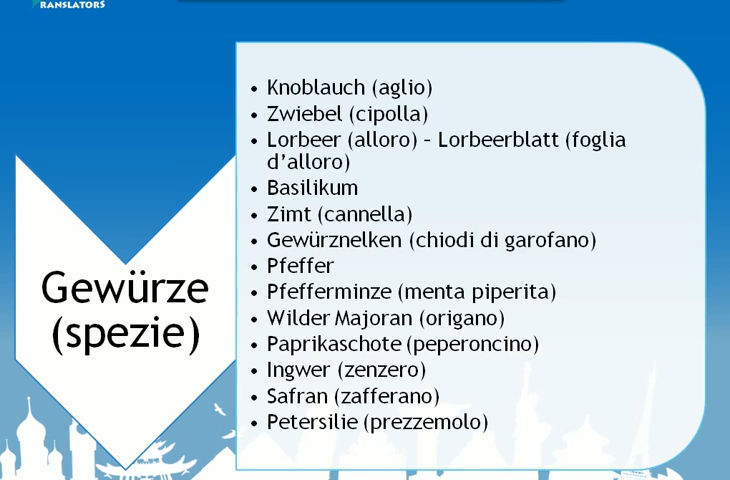 RANSLATORS
Gewürze
(spezie)
• Knoblauch (aglio)
• Zwiebel (cipolla)
• Lorbeer (alloro) – Lorbeerblatt (foglia
d’alloro)
• Basilikum
• Zimt (cannella)
• Gewürznelken (chiodi di garofano)
• Pfeffer
• Pfefferminze (menta piperita)
• Wilder Majoran (origano)
• Paprikaschote (peperoncino)
• Ingwer (zenzero)
• Safran (zafferano)
• Petersilie (prezzemolo)